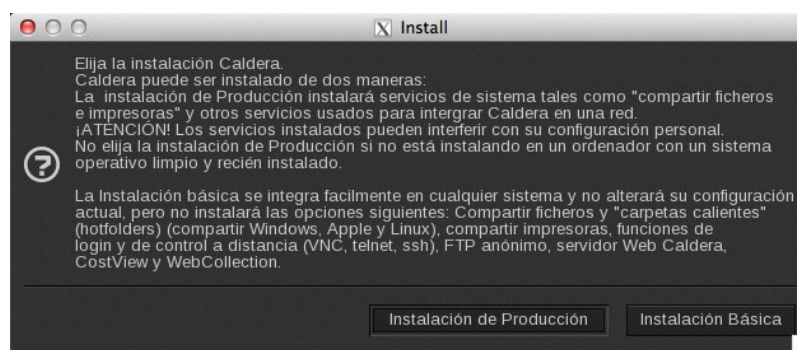 Install
Elija la instalación Caldera.
Caldera puede ser instalado de dos maneras:
La  instalación de Producción instalará servicios de sistema tales como "compartir ficheros
e impresoras" y otros servicios usados para intergrar Caldera en una red.
¡ATENCIÓN! Los servicios instalados pueden interferir con su configuración personal.
No elija la instalación de Producción si no está instalando en un ordenador con un sistema
operativo limpio y recién instalado.
La Instalación básica se integra facilmente en cualquier sistema y no alterará su configuración
actual, pero no instalará las opciones siguientes: Compartir ficheros y "carpetas calientes"
(hotfolders) (compartir Windows, Apple y Linux), compartir impresoras, funciones de
login y de control a distancia (VNC, telnet, ssh), FTP anónimo, servidor Web Caldera,
CostView y WebCollection.
Instalación de Producción
Instalación Básica